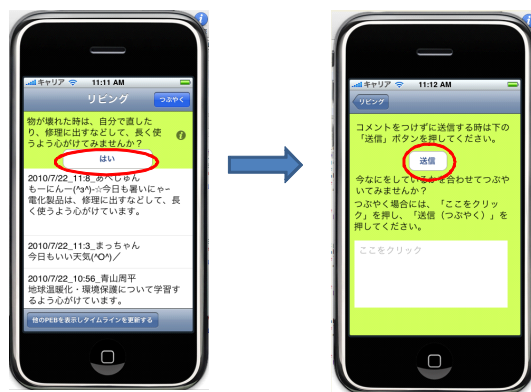 キャリア 11:11 AM
リビング
つぶやく
物が壊れた時は、自分で直した
り、修理に出すなどして、長く使
うよう心がけてみませんか？
はい
2010/7/22_11:8_あべしゅん
もーにんー(^э^)-☆今日も暑いにゃー
電化製品は、修理に出すなどして、長
く使うよう心がけています。
2010/7/22_11:3_まっちゃん
今日もいい天気(^O^)／
2010/7/22_10:56_青山周平
地球温暖化・環境保護について学習す
るよう心がけています。
他のPEBを表示しタイムラインを更新する
キャリア 11:12 AM
リビング
コメントをつけずに送信する時は下の
「送信」ボタンを押してください。
送信
今なにをしているかを合わせてつぶや
いてみませんか？
つぶやく場合には、「ここをクリッ
ク」を押し、「送信（つぶやく）」を
押してください。
ここをクリック